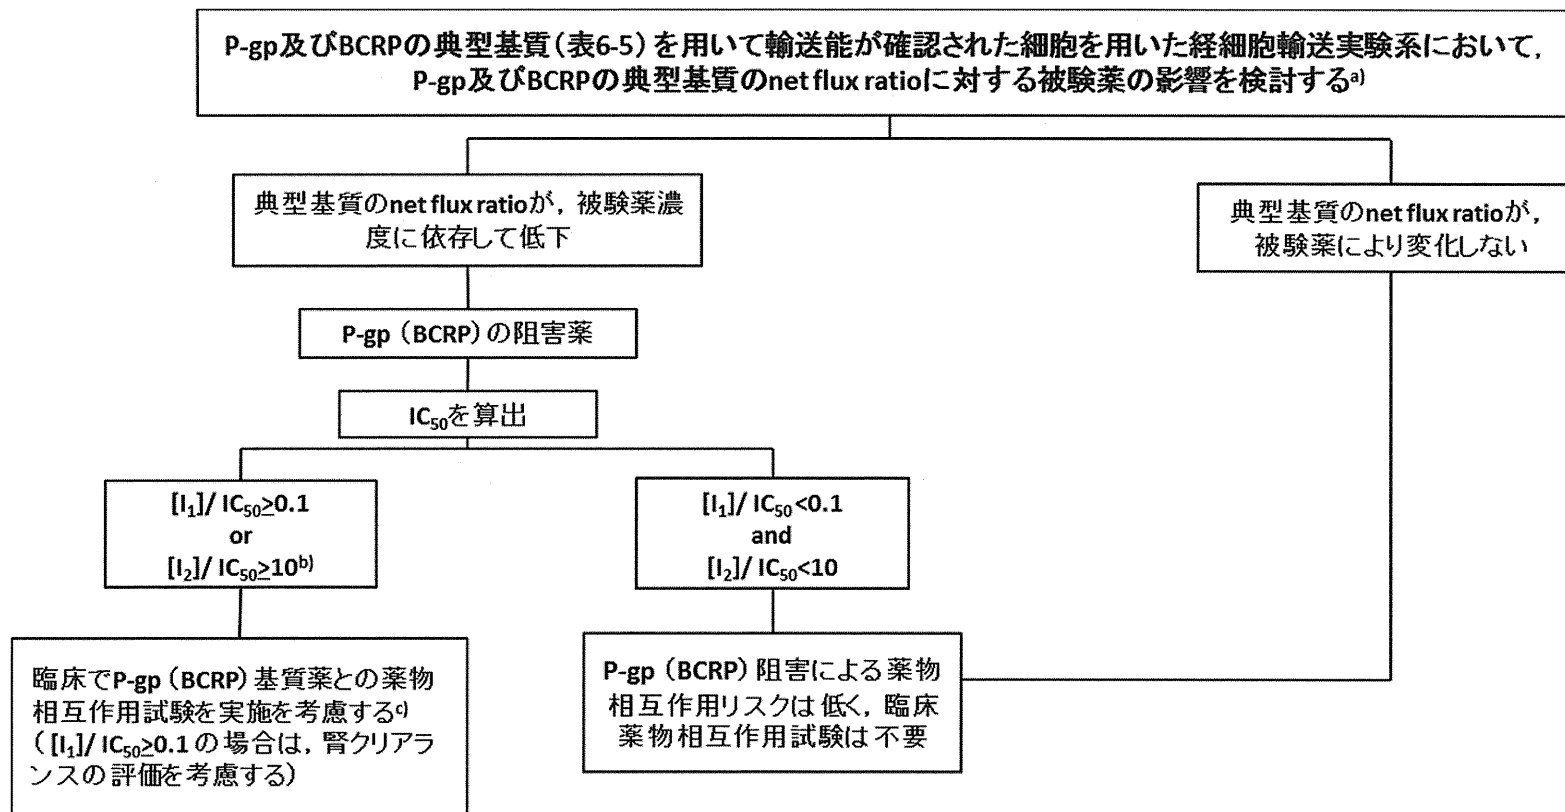 P-gp及びBCRPの典型基質（表6-5）を用いて輸送能が確認された細胞を用いた経細胞輸送実験系において，
P-gp及びBCRPの典型基質のnet flux ratioに対する被験薬の影響を検討するa)
典型基質のnet flux ratioが，被験薬濃
度に依存して低下
典型基質のnet flux ratioが，
被験薬により変化しない
P-gp（BCRP）の阻害薬
IC50を算出
[I1]/ IC50≥0.1
or
[I2]/ IC50≥10b)
[I1]/ IC50<0.1
and
[I2]/ IC50<10
臨床でP-gp（BCRP）基質薬との薬物
相互作用試験を実施を考慮するc)
（[I1]/ IC50≥0.1の場合は，腎クリアラ
ンスの評価を考慮する）
P-gp（BCRP）阻害による薬物
相互作用リスクは低く，臨床
薬物相互作用試験は不要